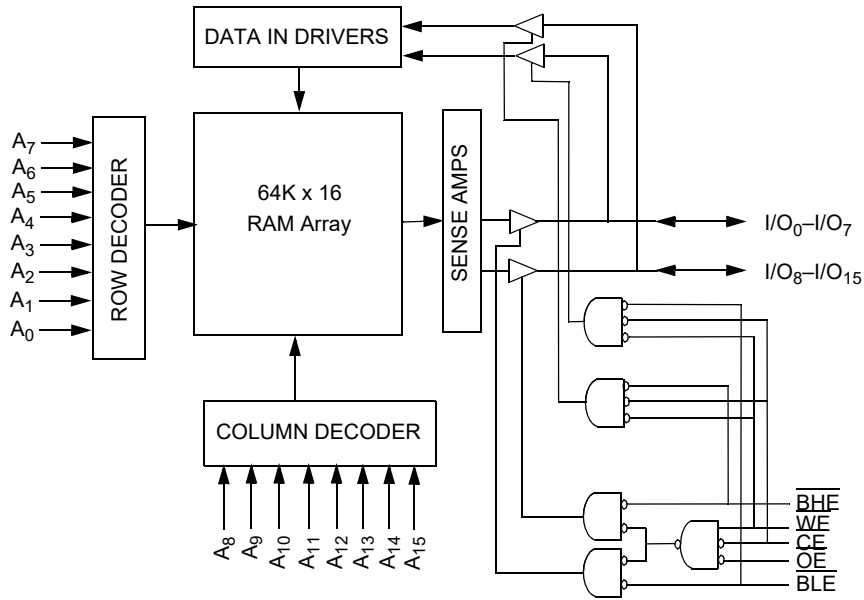 DATA IN DRIVERS
A7
A6
A5
A4
A3
A2
A1
A0
ROW DECODER
64K x 16
RAM Array
SENSE AMPS
I/O0–I/O7
I/O8–I/O15
COLUMN DECODER
A8
A9
A10
A11
A12
A13
A14
A15
BHE
WE
CE
OE
BLE